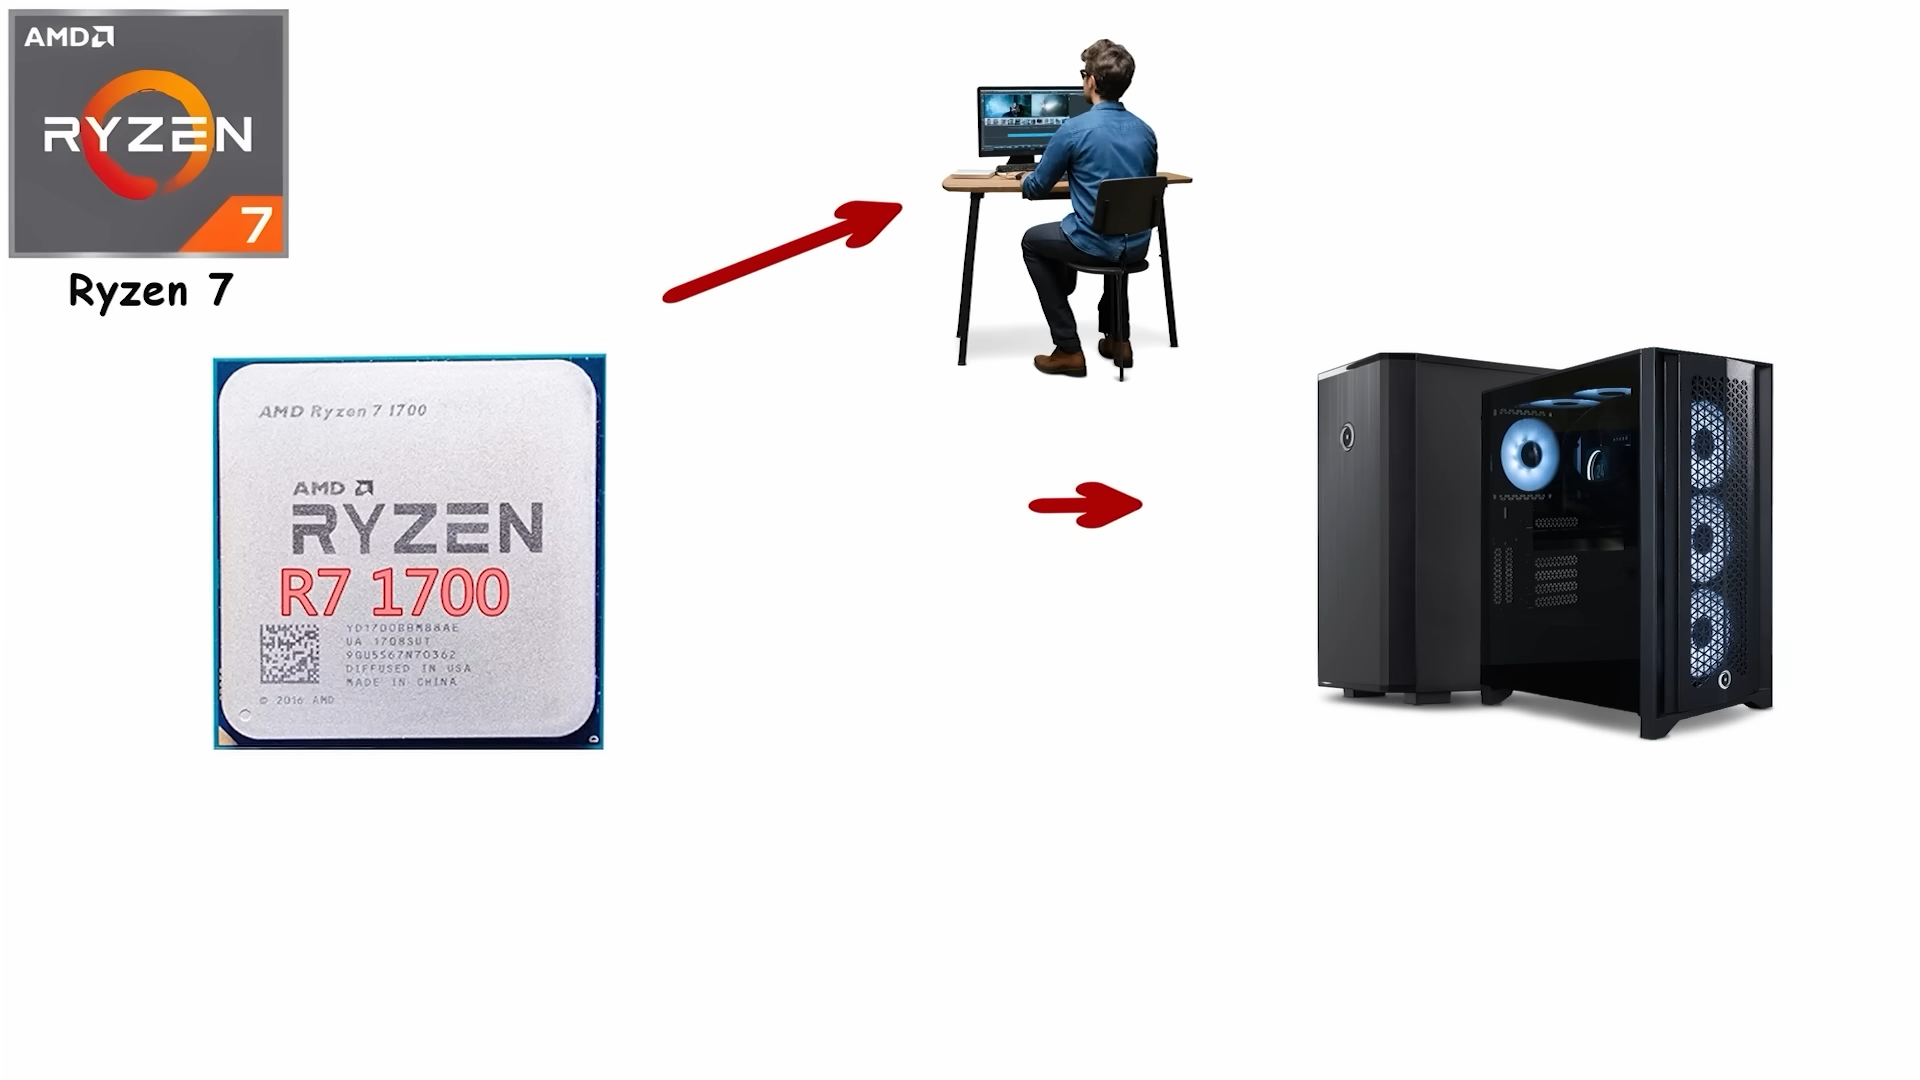 AMD
RYZEN
7
Ryzen 7
AMD Ryzen 7 1700
AMD
RYZEN
R7 1700
YD1700BBM88AE
UA 1708SUT
9GU5567N70362
DIFFUSED IN USA
MADE IN CHINA
© 2016 AMD